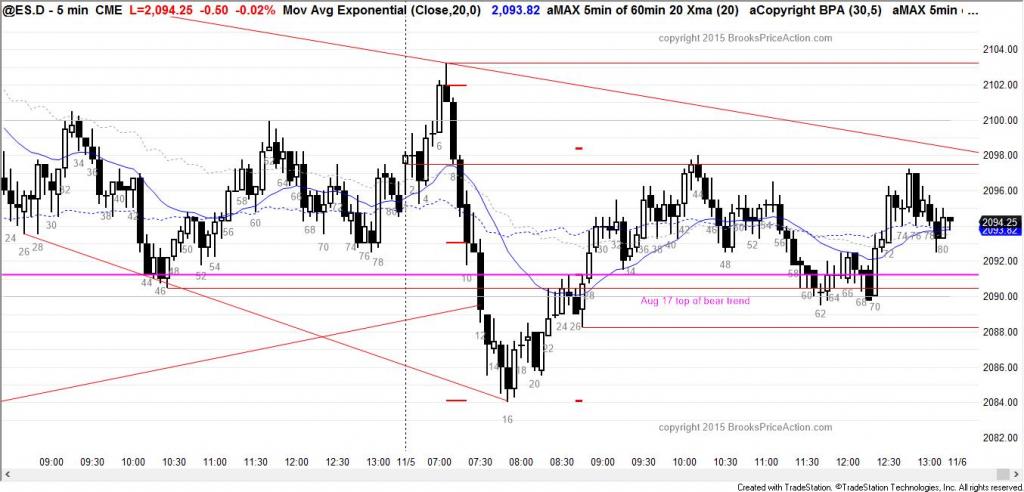 @ES.D - 5 min CME L=2,094.25 -0.50 -0.02% Mov Avg Exponential (Close,20,0) 2,093.82 aMAX 5min of 60min 20 Xma (20) aCopyright BPA (30,5) aMAX 5min ...
copyright 2015 BrooksPriceAction.com
2104.00
2102.00
2100.00
2098.00
2096.00
2094.25
2093.82
2092.00
2090.00
2088.00
2086.00
2084.00
2082.00
24 26 28 30 32 34 36 38 40 42 44 46 48 50 52 54 56 58 60 62 64 66 68 70 74 76 78 80
2 4 6 8 10 12 14 16 18 20 22 24 26 28 30 32 34 36 38 40 42 44 48 52 54 56 58 60 62 64 66 68 70 72 74 76 78 80
Aug 17 top of bear trend
copyright 2015 BrooksPriceAction.com
09:00 09:30 10:00 10:30 11:00 11:30 12:00 12:30 13:00 11/5 07:00 07:30 08:00 08:30 09:00 09:30 10:00 10:30 11:00 11:30 12:00 12:30 13:00 11/6
Created with TradeStation. ©TradeStation Technologies, Inc. All rights reserved.